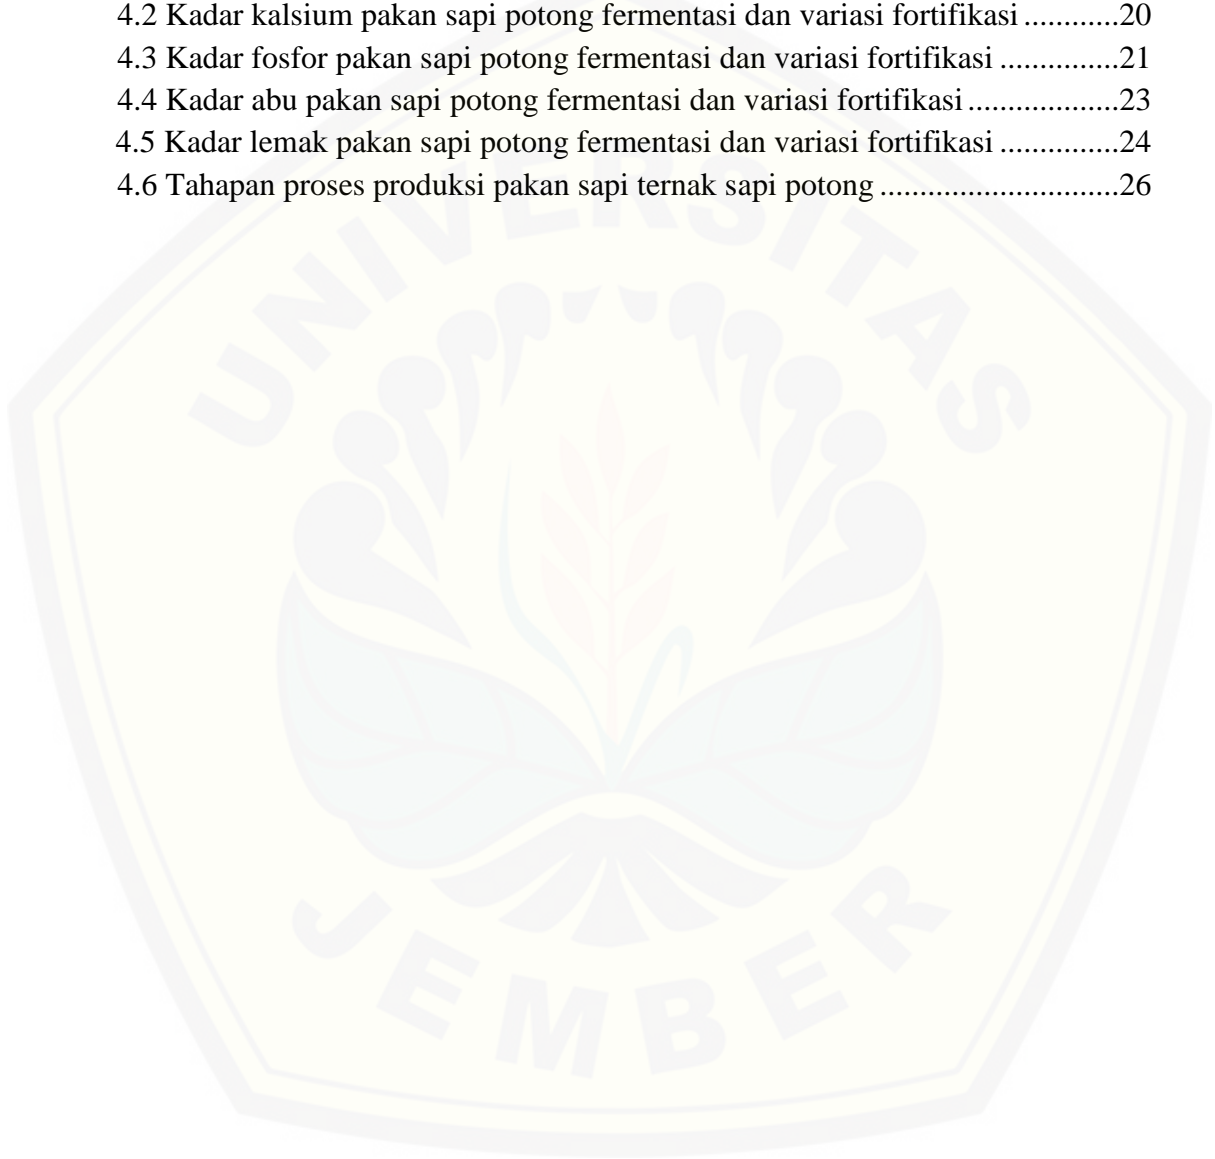 4.2 Kadar kalsium pakan sapi potong fermentasi dan variasi fortifikasi ............20
4.3 Kadar fosfor pakan sapi potong fermentasi dan variasi fortifikasi ...............21
4.4 Kadar abu pakan sapi potong fermentasi dan variasi fortifikasi ...................23
4.5 Kadar lemak pakan sapi potong fermentasi dan variasi fortifikasi ...............24
4.6 Tahapan proses produksi pakan sapi ternak sapi potong ..............................26
UNIVERSITAS
JEMBER